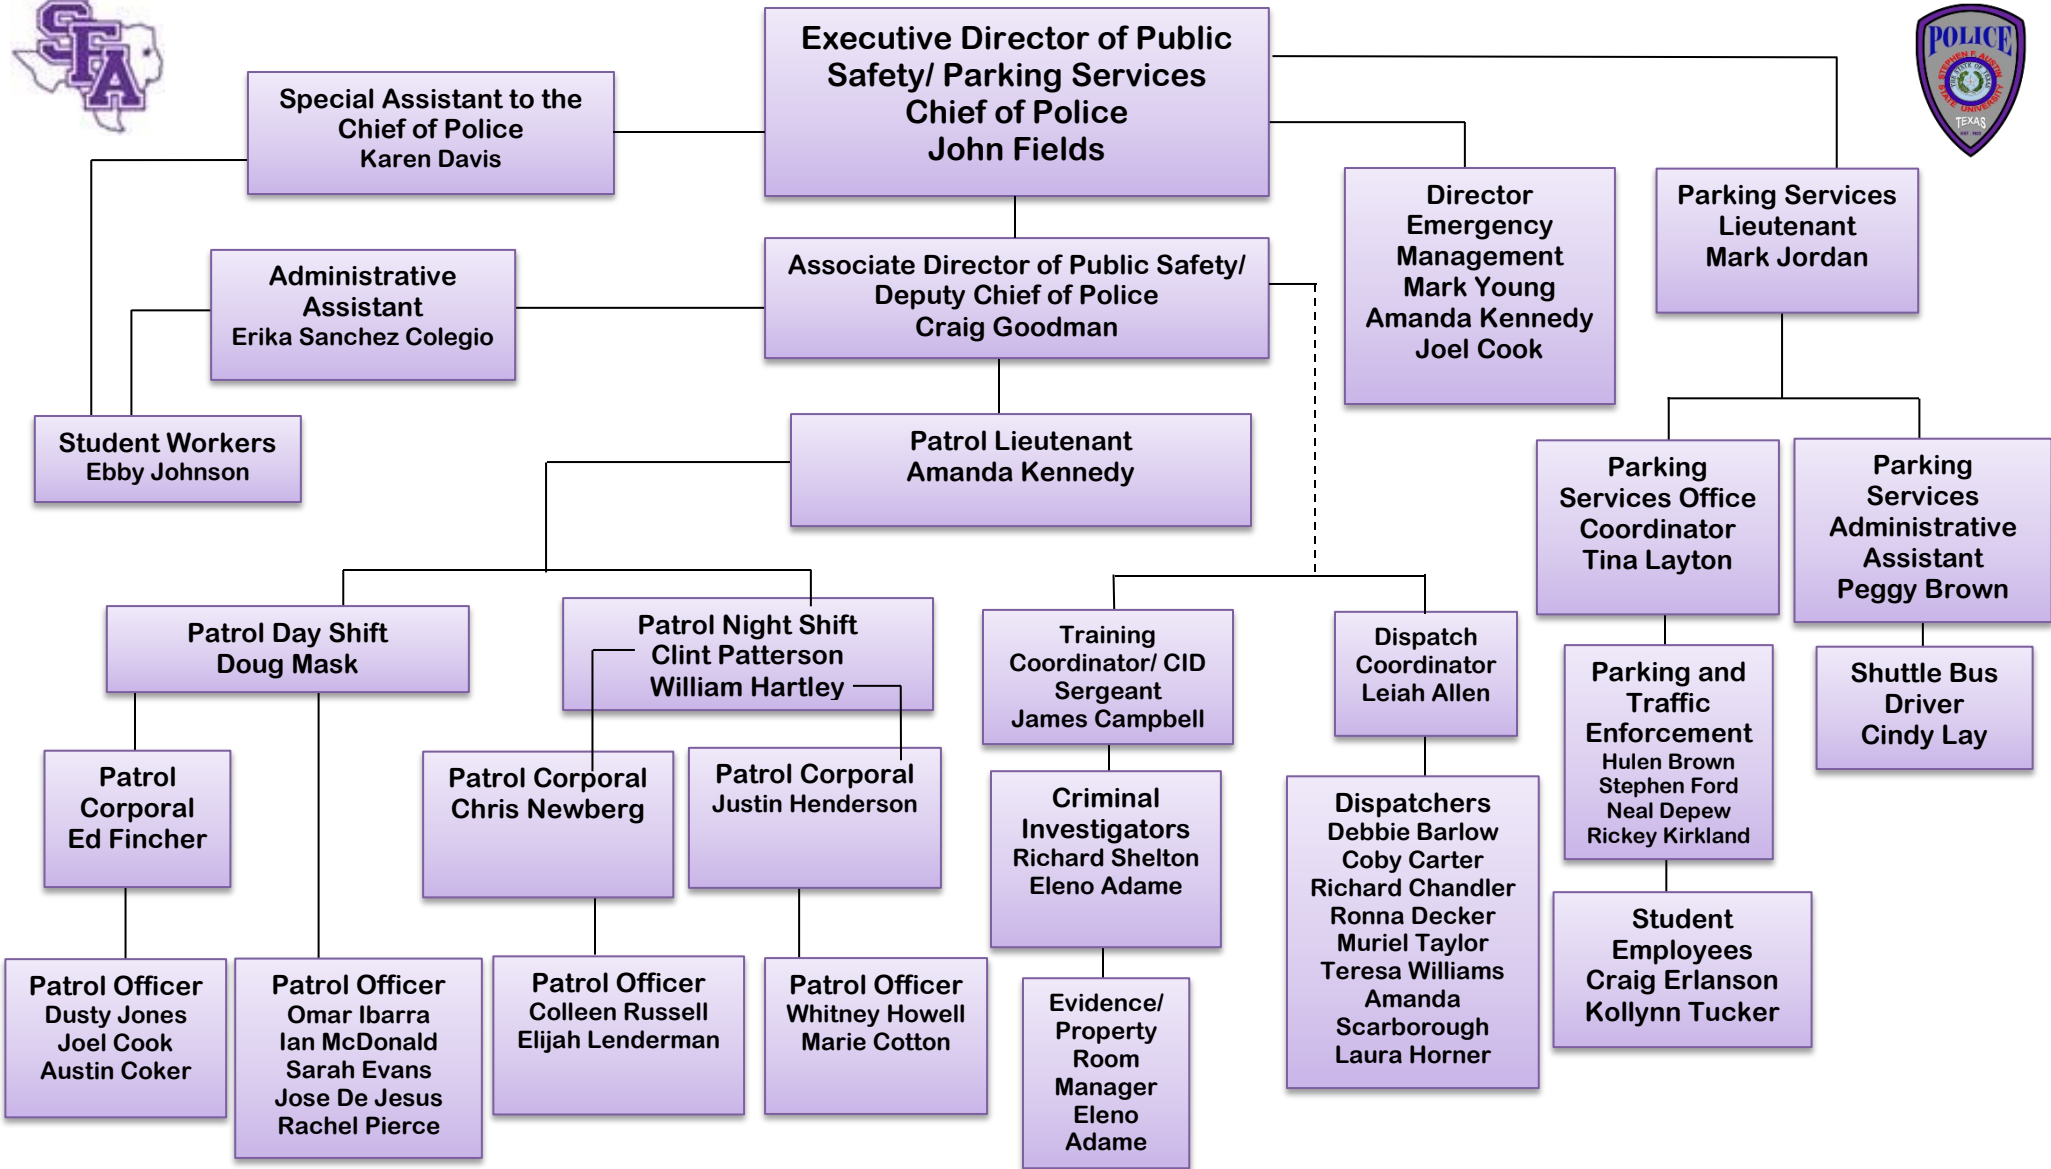 SFA
Executive Director of Public
Safety/ Parking Services
Chief of Police
John Fields
POLICE
STEPHEN F. AUSTIN
STATE UNIVERSITY
TEXAS
Special Assistant to the
Chief of Police
Karen Davis
Director
Emergency
Management
Mark Young
Amanda Kennedy
Joel Cook
Parking Services
Lieutenant
Mark Jordan
Administrative
Assistant
Erika Sanchez Colegio
Associate Director of Public Safety/
Deputy Chief of Police
Craig Goodman
Student Workers
Ebby Johnson
Patrol Lieutenant
Amanda Kennedy
Parking
Services Office
Coordinator
Tina Layton
Parking
Services
Administrative
Assistant
Peggy Brown
Patrol Day Shift
Doug Mask
Patrol Night Shift
Clint Patterson
William Hartley
Training
Coordinator/ CID
Sergeant
James Campbell
Dispatch
Coordinator
Leiah Allen
Parking and
Traffic
Enforcement
Hulen Brown
Stephen Ford
Neal Depew
Rickey Kirkland
Shuttle Bus
Driver
Cindy Lay
Patrol
Corporal
Ed Fincher
Patrol Corporal
Chris Newberg
Patrol Corporal
Justin Henderson
Criminal
Investigators
Richard Shelton
Eleno Adame
Dispatchers
Debbie Barlow
Coby Carter
Richard Chandler
Ronna Decker
Muriel Taylor
Teresa Williams
Amanda
Scarborough
Laura Horner
Student
Employees
Craig Erlanson
Kollynn Tucker
Patrol Officer
Dusty Jones
Joel Cook
Austin Coker
Patrol Officer
Omar Ibarra
Ian McDonald
Sarah Evans
Jose De Jesus
Rachel Pierce
Patrol Officer
Colleen Russell
Elijah Lenderman
Patrol Officer
Whitney Howell
Marie Cotton
Evidence/
Property
Room
Manager
Eleno
Adame